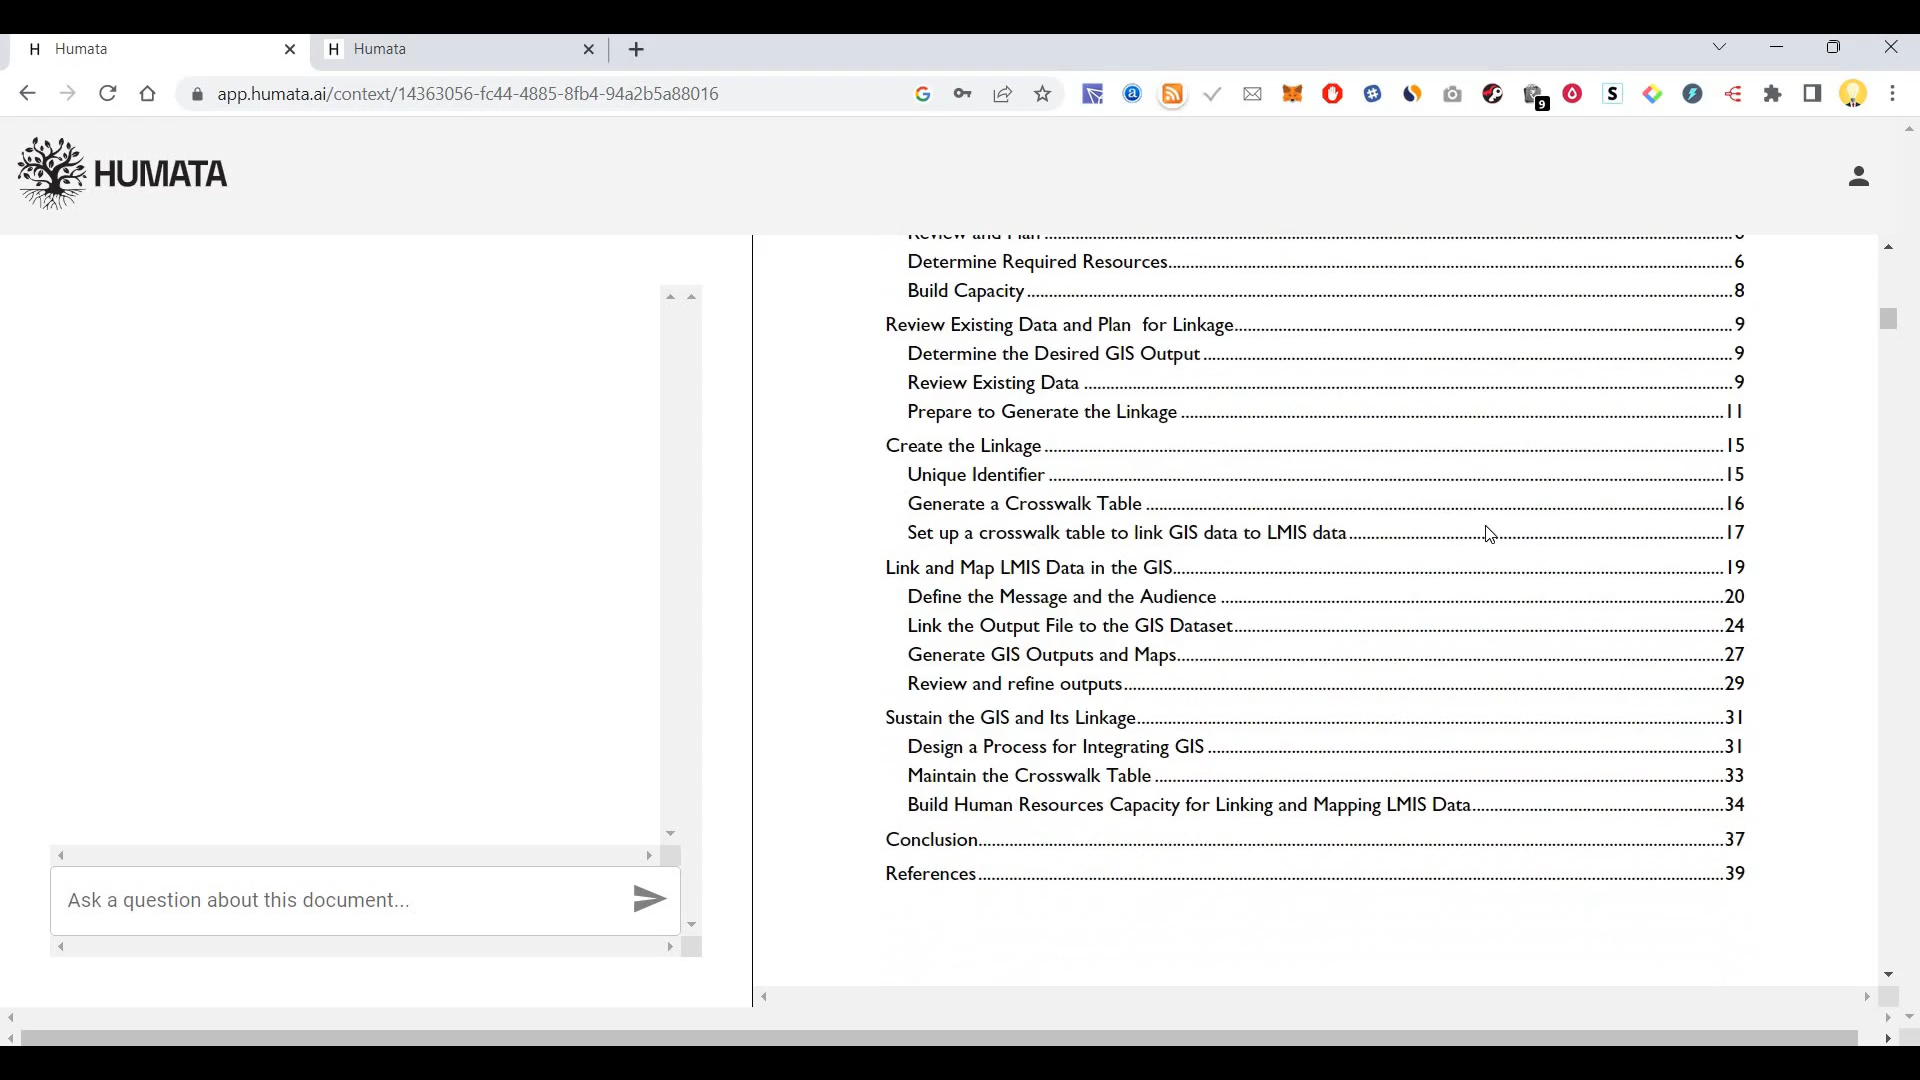 H Humata
H Humata
app.humata.ai/context/14363056-fc44-4885-8fb4-94a2b5a88016
9
HUMATA
Review and Plan 6
Determine Required Resources 6
Build Capacity 8
Review Existing Data and Plan for Linkage 9
Determine the Desired GIS Output 9
Review Existing Data 9
Prepare to Generate the Linkage 11
Create the Linkage 15
Unique Identifier 15
Generate a Crosswalk Table 16
Set up a crosswalk table to link GIS data to LMIS data 17
Link and Map LMIS Data in the GIS 19
Define the Message and the Audience 20
Link the Output File to the GIS Dataset 24
Generate GIS Outputs and Maps 27
Review and refine outputs 29
Sustain the GIS and Its Linkage 31
Design a Process for Integrating GIS 31
Maintain the Crosswalk Table 33
Build Human Resources Capacity for Linking and Mapping LMIS Data 34
Conclusion 37
References 39
Ask a question about this document...